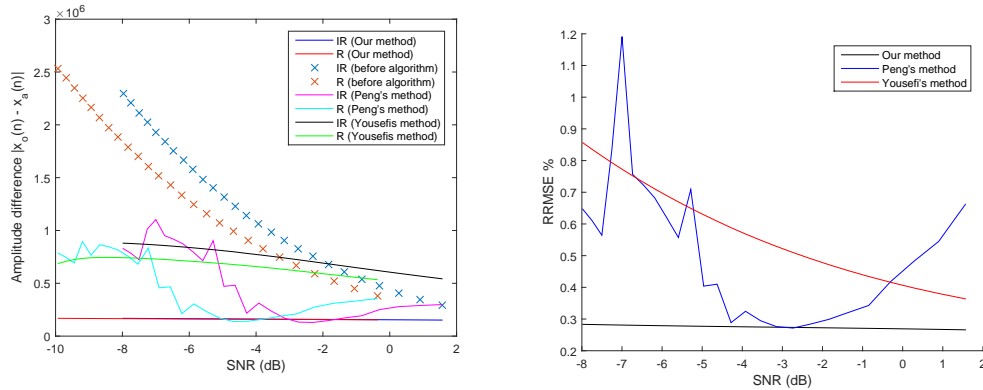 ×10⁶
3
2.5
2
1.5
1
0.5
0
Amplitude difference |x_o(n) - x_a(n)|
-10 -8 -6 -4 -2 0 2
SNR (dB)
IR (Our method)
R (Our method)
IR (before algorithm)
R (before algorithm)
IR (Peng's method)
R (Peng's method)
IR (Yousefis method)
R (Yousefis method)
1.2
1.1
1
0.9
0.8
0.7
0.6
0.5
0.4
0.3
0.2
RRMSE %
-8 -7 -6 -5 -4 -3 -2 -1 0 1 2
SNR (dB)
Our method
Peng's method
Yousefi's method